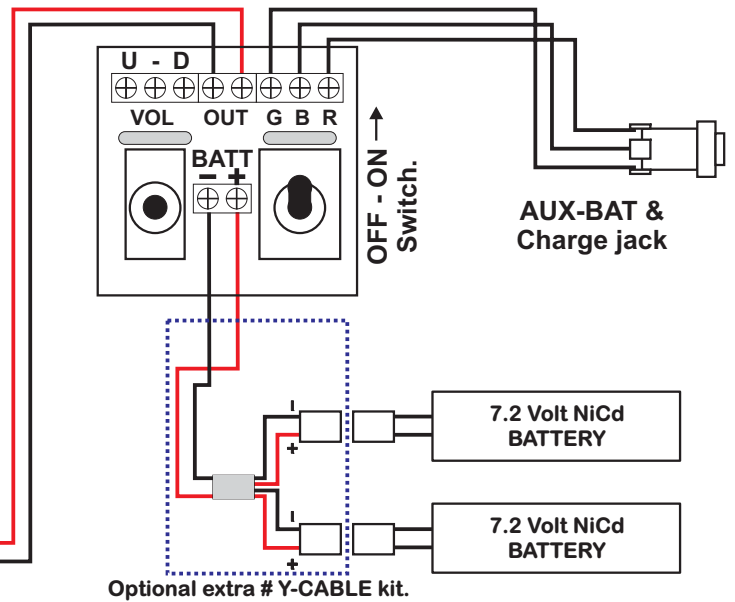 U - D
VOL OUT G B R
BATT
- +
OFF - ON
Switch.
AUX-BAT &
Charge jack
-
+
7.2 Volt NiCd
BATTERY
-
+
7.2 Volt NiCd
BATTERY
Optional extra # Y-CABLE kit.